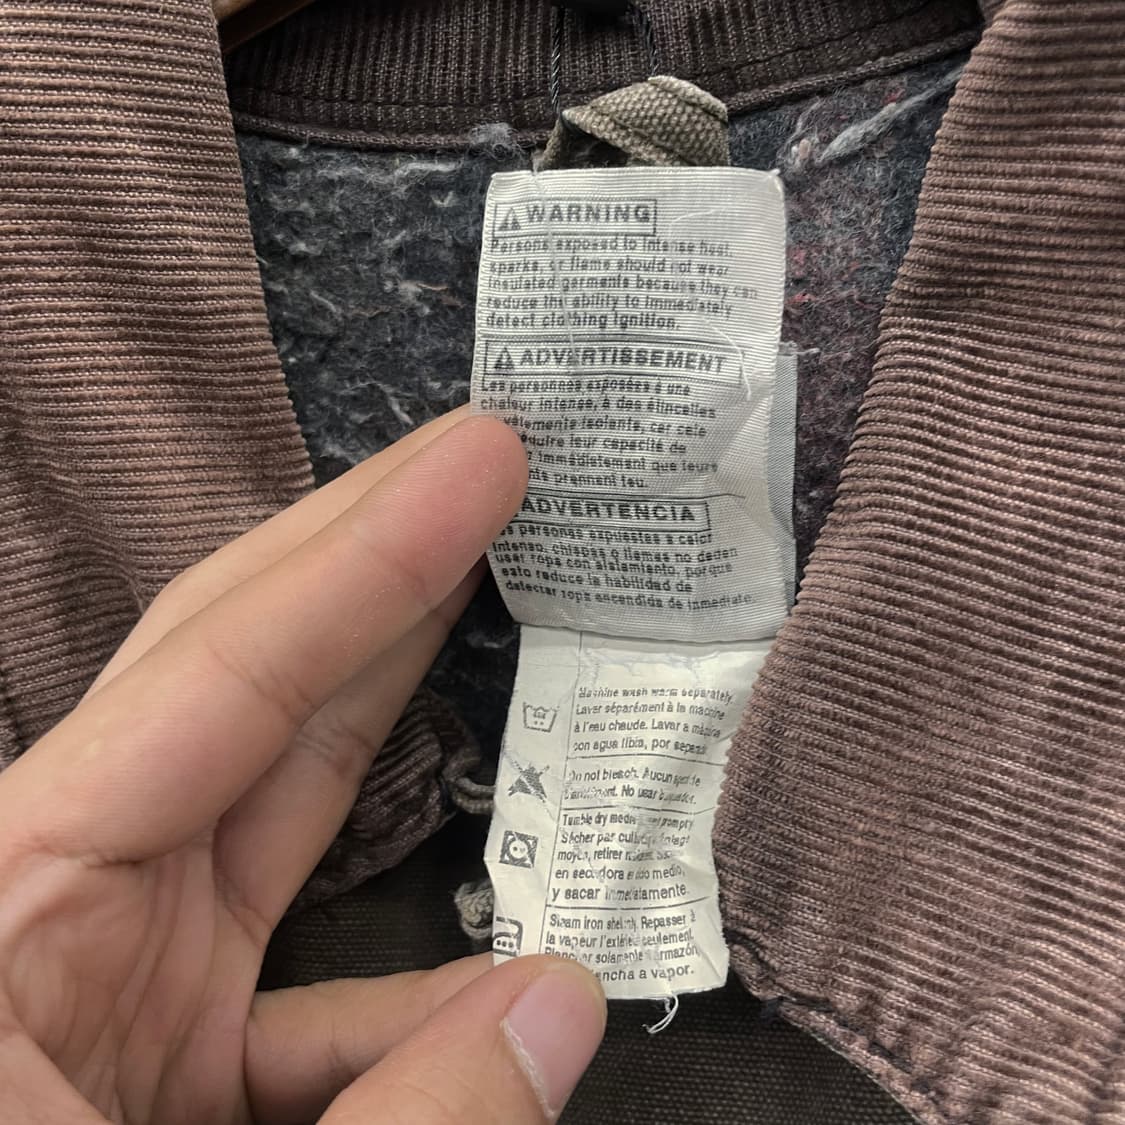 WARNING
Persons exposed to intense heat,
sparks, or flame should not wear
insulated garments because they can
reduce the ability to immediately
detect clothing ignition.
ADVERTISSEMENT
Les personnes exposées à une
chaleur intense, à des étincelles
vêtements isolants, car cela
réduire leur capacité de
immédiatement que leurs
prennent feu.
ADVERTENCIA
personas expuestas a calor
intenso, chispas o llamas no deben
usar ropa con aislamiento, porque
esto reduce la habilidad de
detectar ropa encendida de inmediato.
Machine wash warm separately.
Laver séparément à la machine
à l'eau chaude. Lavar a máquina
con agua tibia, por separado
Do not bleach. Aucun
No usar
Tumble dry
Sécher par
moyen, retirer
en secadora medio,
y sacar inmediatamente.
Steam iron shell only. Repasser à
la vapeur l'extérieur seulement.
Planchar solamente armazón
plancha a vapor.